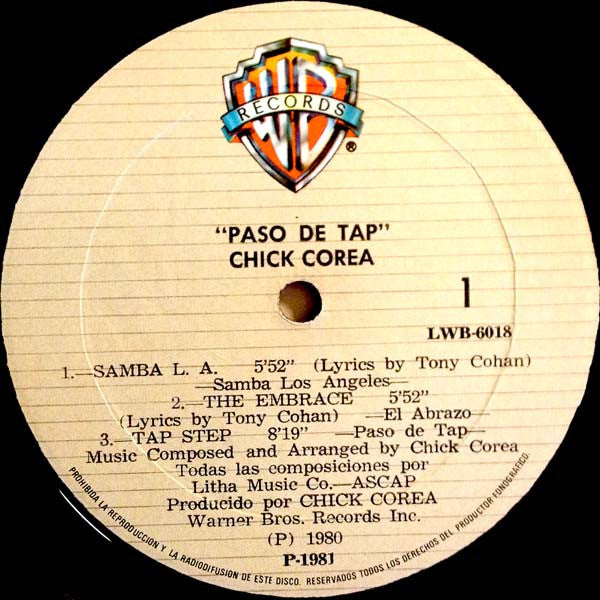 WB
RECORDS
®
"PASO DE TAP"
CHICK COREA
1
LWB-6018
1.—SAMBA L. A. 5'52" (Lyrics by Tony Cohan)
—Samba Los Angeles—
2.—THE EMBRACE 5'52"
(Lyrics by Tony Cohan) —El Abrazo—
3.—TAP STEP 8'19" —Paso de Tap—
Music Composed and Arranged by Chick Corea
Todas las composiciones por
Litha Music Co.—ASCAP
Producido por CHICK COREA
Warner Bros. Records Inc.
(P) 1980
P-1981
PROHIBIDA LA REPRODUCCION Y LA RADIODIFUSION DE ESTE DISCO. RESERVADOS TODOS LOS DERECHOS DEL PRODUCTOR FONOGRAFICO.